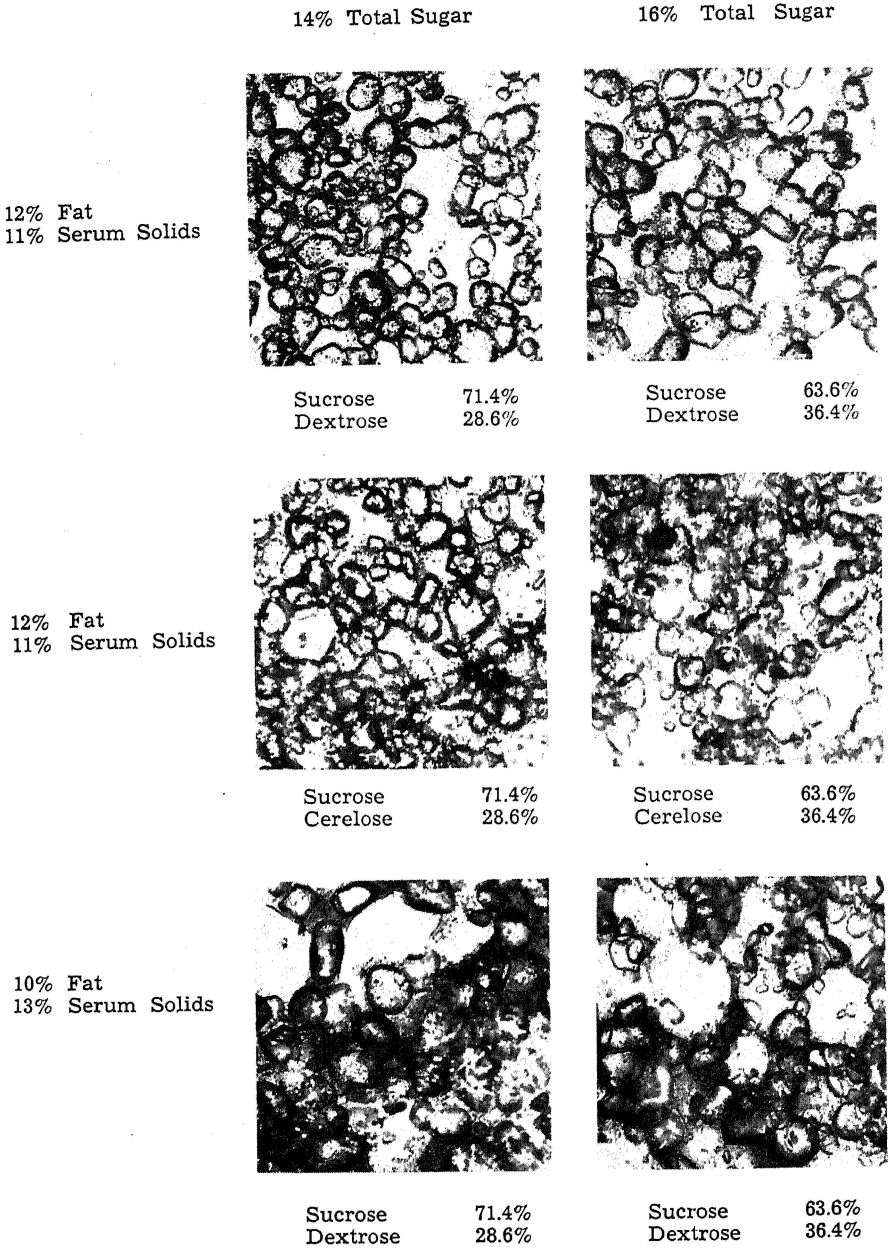 14% Total Sugar
16% Total Sugar
12% Fat
11% Serum Solids
Sucrose 71.4%
Dextrose 28.6%
Sucrose 63.6%
Dextrose 36.4%
12% Fat
11% Serum Solids
Sucrose 71.4%
Cerelose 28.6%
Sucrose 63.6%
Cerelose 36.4%
10% Fat
13% Serum Solids
Sucrose 71.4%
Dextrose 28.6%
Sucrose 63.6%
Dextrose 36.4%